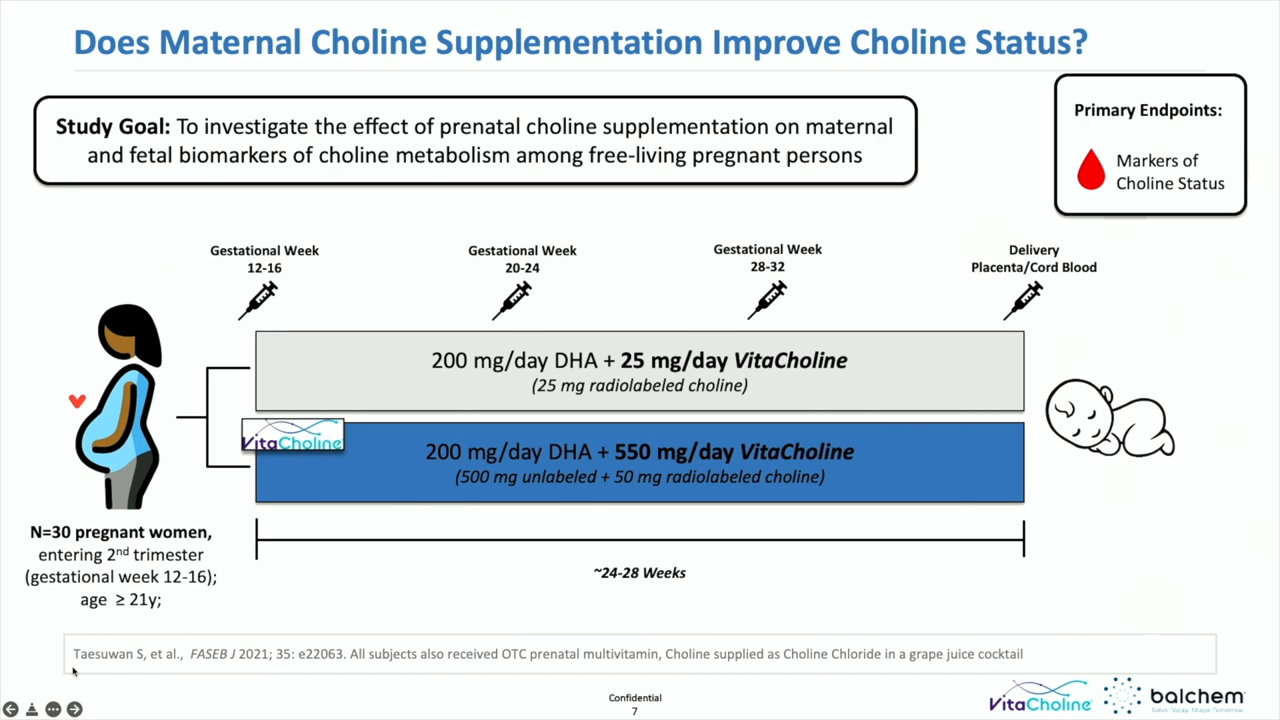 Does Maternal Choline Supplementation Improve Choline Status?
Study Goal: To investigate the effect of prenatal choline supplementation on maternal
and fetal biomarkers of choline metabolism among free-living pregnant persons
Primary Endpoints:
Markers of
Choline Status
Gestational Week
12-16
Gestational Week
20-24
Gestational Week
28-32
Delivery
Placenta/Cord Blood
200 mg/day DHA + 25 mg/day VitaCholine
(25 mg radiolabeled choline)
VitaCholine
200 mg/day DHA + 550 mg/day VitaCholine
(500 mg unlabeled + 50 mg radiolabeled choline)
N=30 pregnant women,
entering 2nd trimester
(gestational week 12-16);
age ≥ 21y;
~24-28 Weeks
Taesuwan S, et al., FASEB J 2021; 35: e22063. All subjects also received OTC prenatal multivitamin, Choline supplied as Choline Chloride in a grape juice cocktail
Confidential
7
VitaCholine
balchem
Solve Today. Shape Tomorrow.